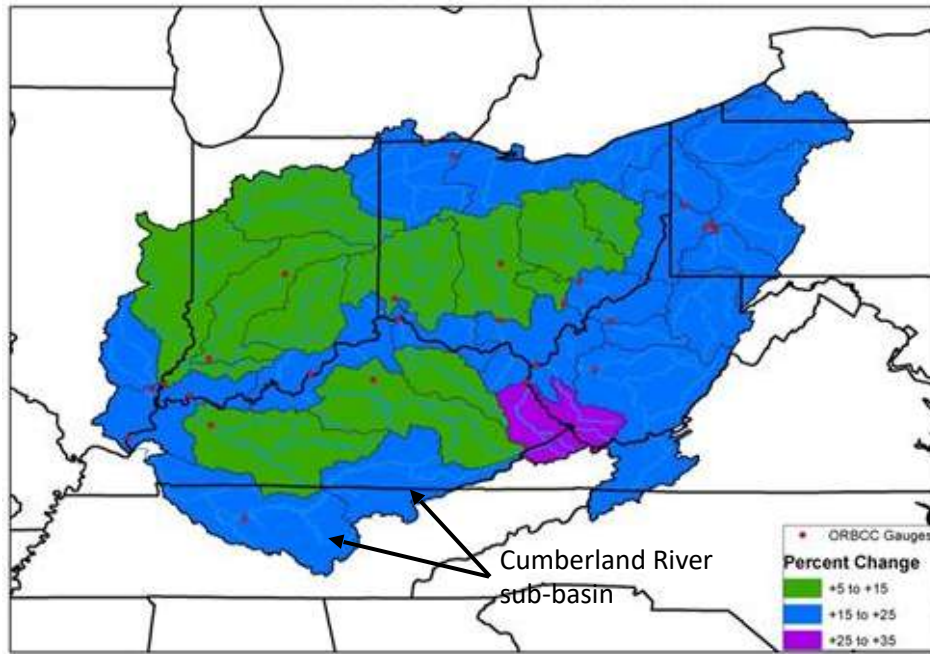 Cumberland River
sub-basin
ORBCC Gauges
Percent Change
+5 to +15
+15 to +25
+25 to +35